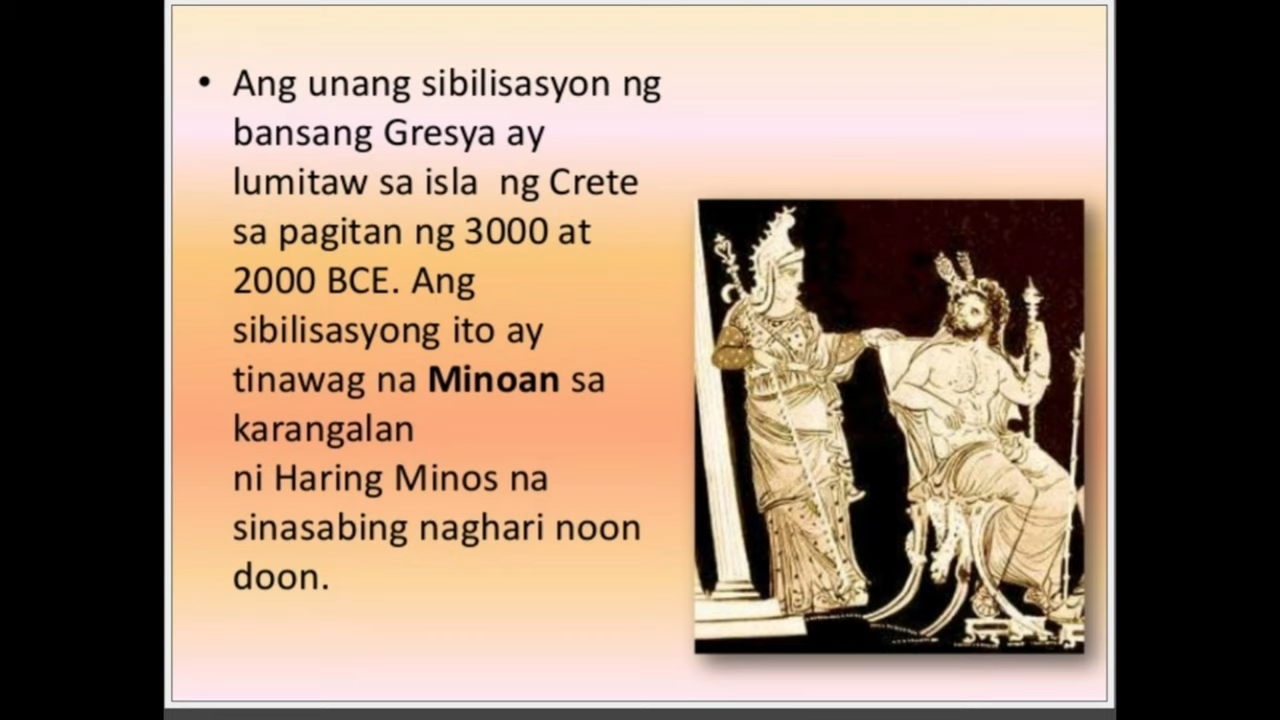 • Ang unang sibilisasyon ng
bansang Gresya ay
lumitaw sa isla ng Crete
sa pagitan ng 3000 at
2000 BCE. Ang
sibilisasyong ito ay
tinawag na Minoan sa
karangalan
ni Haring Minos na
sinasabing naghari noon
doon.